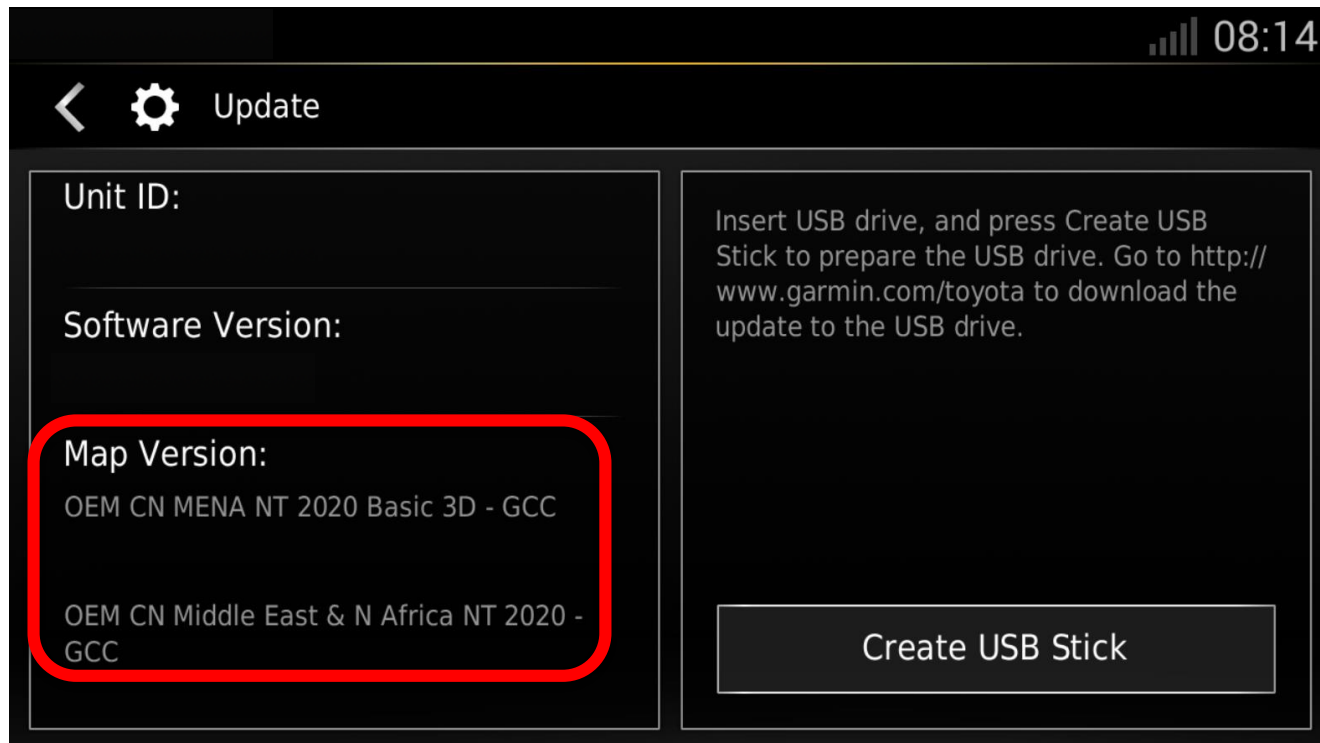 08:14
Update
Unit ID:
Software Version:
Map Version:
OEM CN MENA NT 2020 Basic 3D - GCC
OEM CN Middle East & N Africa NT 2020 -
GCC
Insert USB drive, and press Create USB
Stick to prepare the USB drive. Go to http://
www.garmin.com/toyota to download the
update to the USB drive.
Create USB Stick